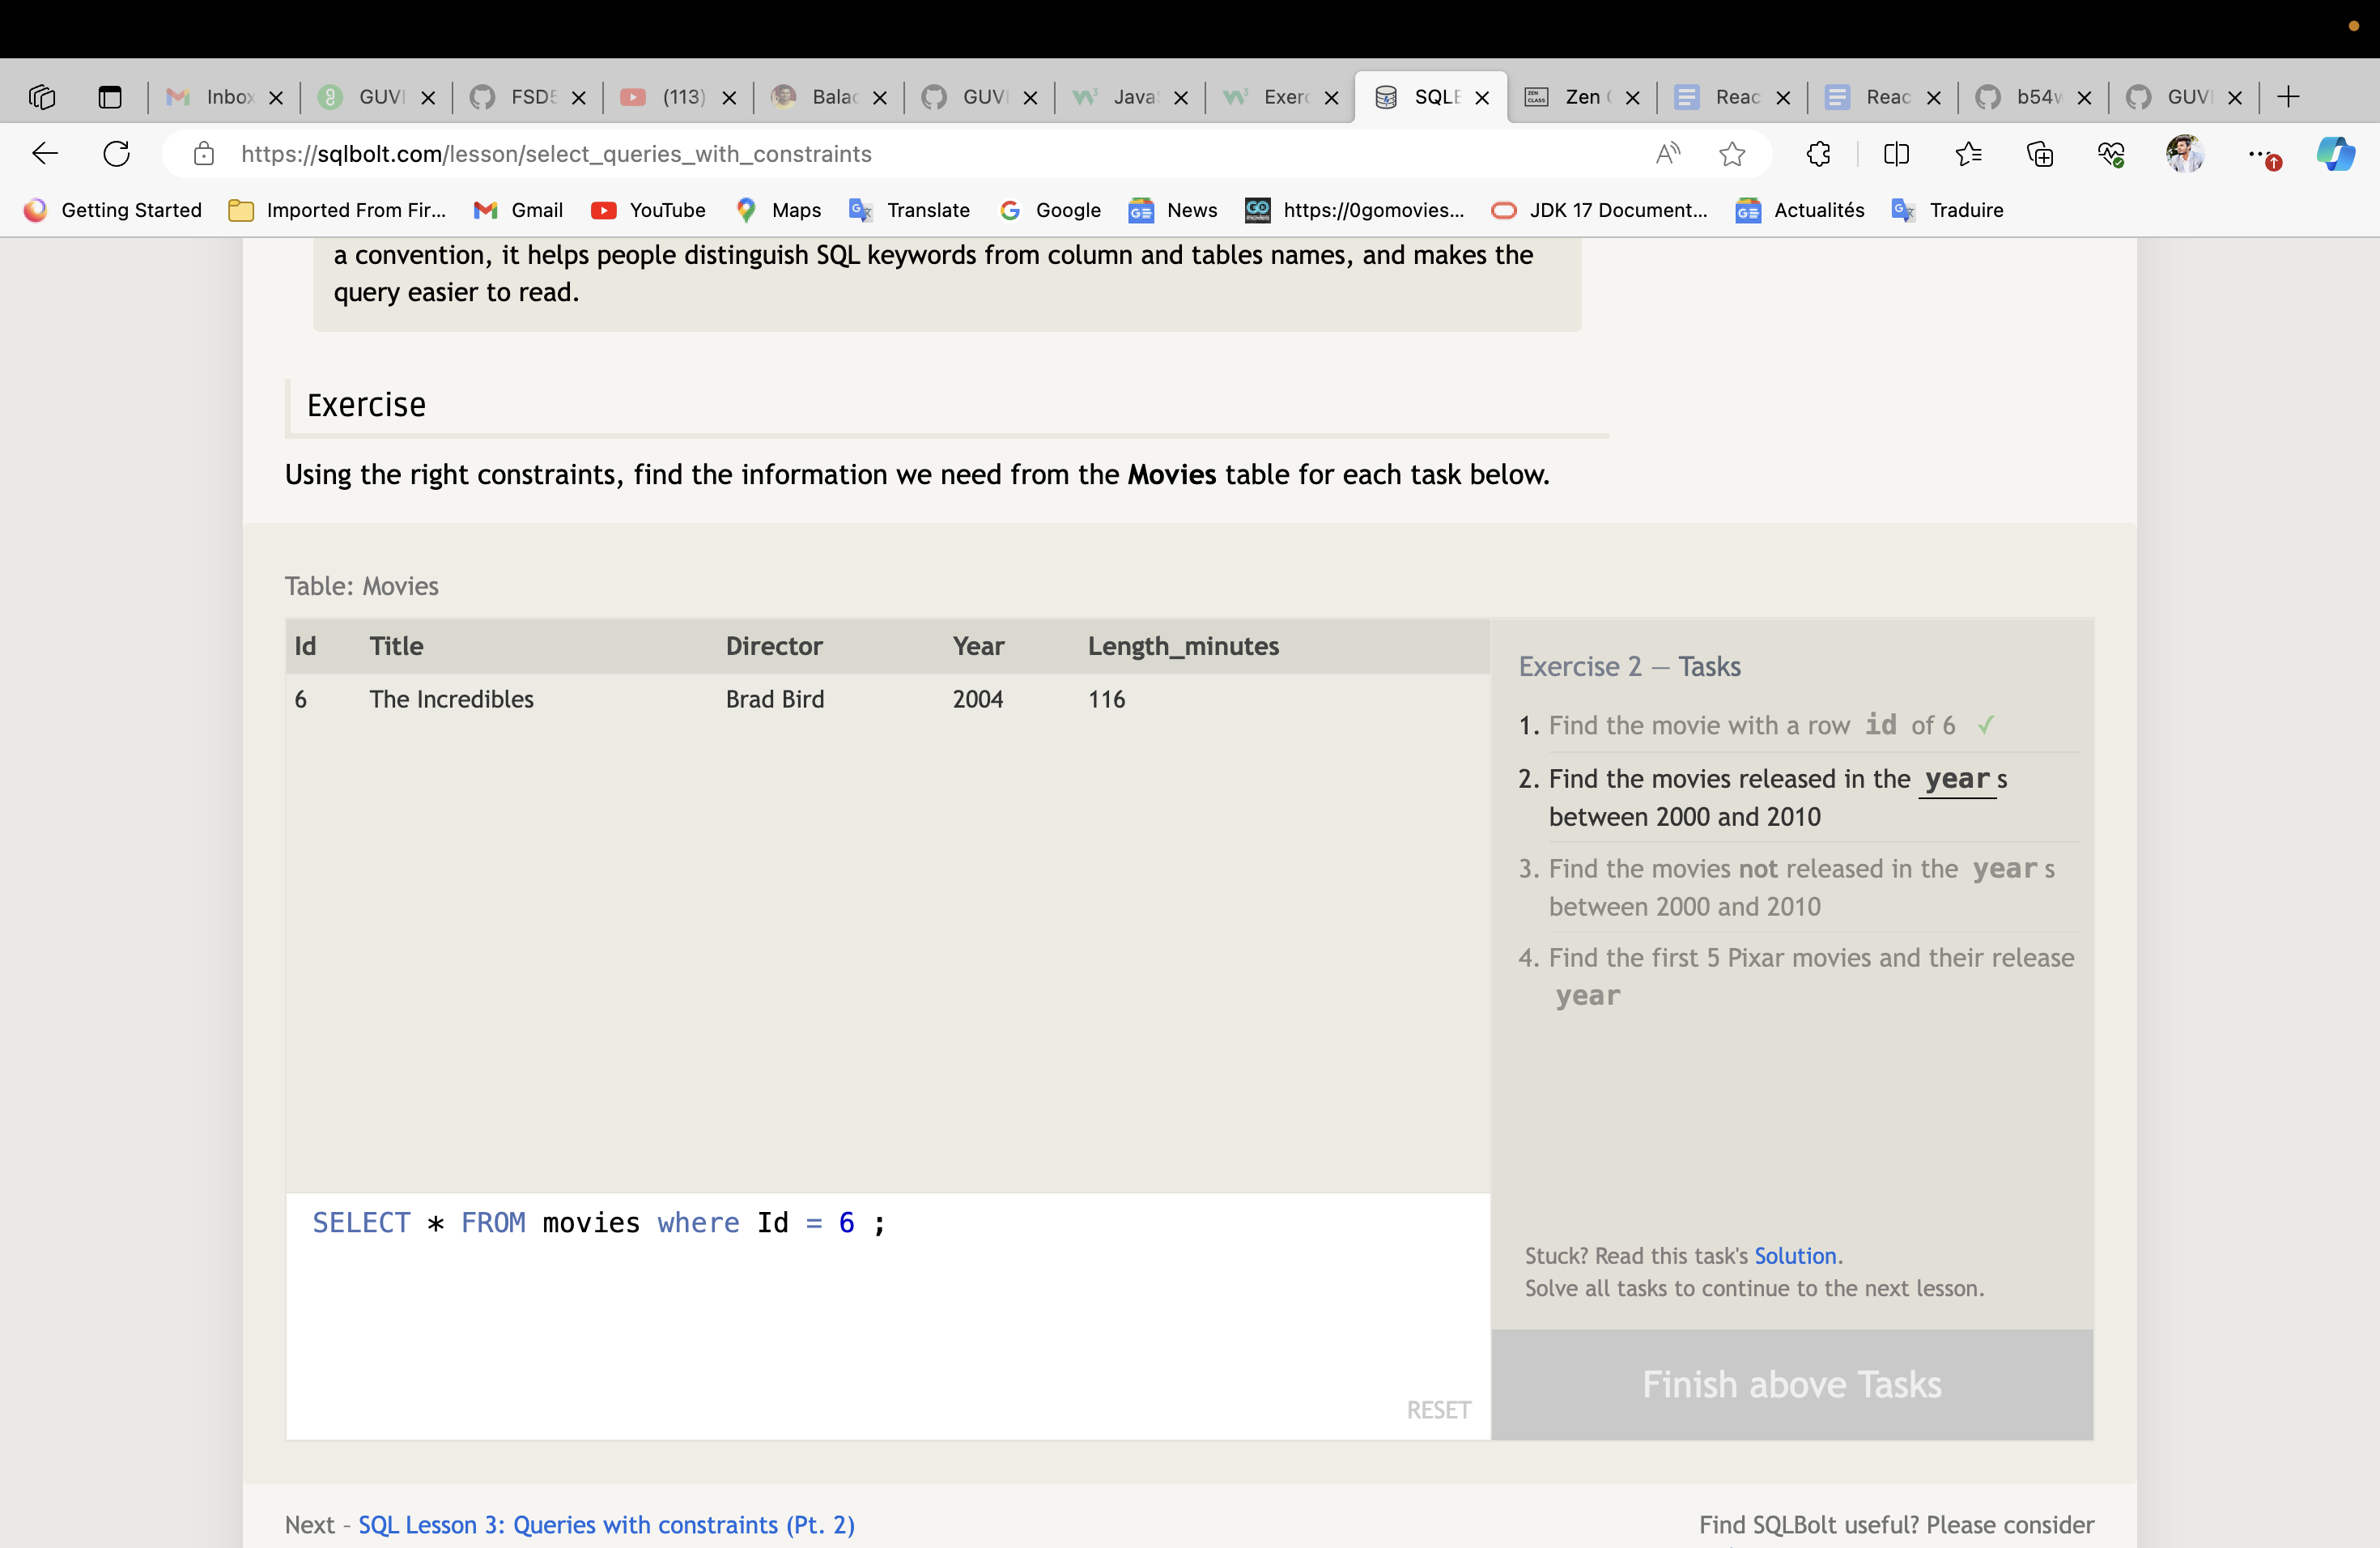 Inbox GUVI FSD5 (113) Balac GUVI Java Exerc SQLB Zen Reac Reac b54w GUVI
https://sqlbolt.com/lesson/select_queries_with_constraints
Getting Started Imported From Fir... Gmail YouTube Maps Translate Google News https://0gomovies... JDK 17 Document... Actualités Traduire
a convention, it helps people distinguish SQL keywords from column and tables names, and makes the
query easier to read.
Exercise
Using the right constraints, find the information we need from the Movies table for each task below.
Table: Movies
Id Title Director Year Length_minutes
6 The Incredibles Brad Bird 2004 116
Exercise 2 — Tasks
1. Find the movie with a row id of 6 ✓
2. Find the movies released in the year s
between 2000 and 2010
3. Find the movies not released in the year s
between 2000 and 2010
4. Find the first 5 Pixar movies and their release
year
SELECT * FROM movies where Id = 6 ;
RESET
Stuck? Read this task's Solution.
Solve all tasks to continue to the next lesson.
Finish above Tasks
Next – SQL Lesson 3: Queries with constraints (Pt. 2)
Find SQLBolt useful? Please consider